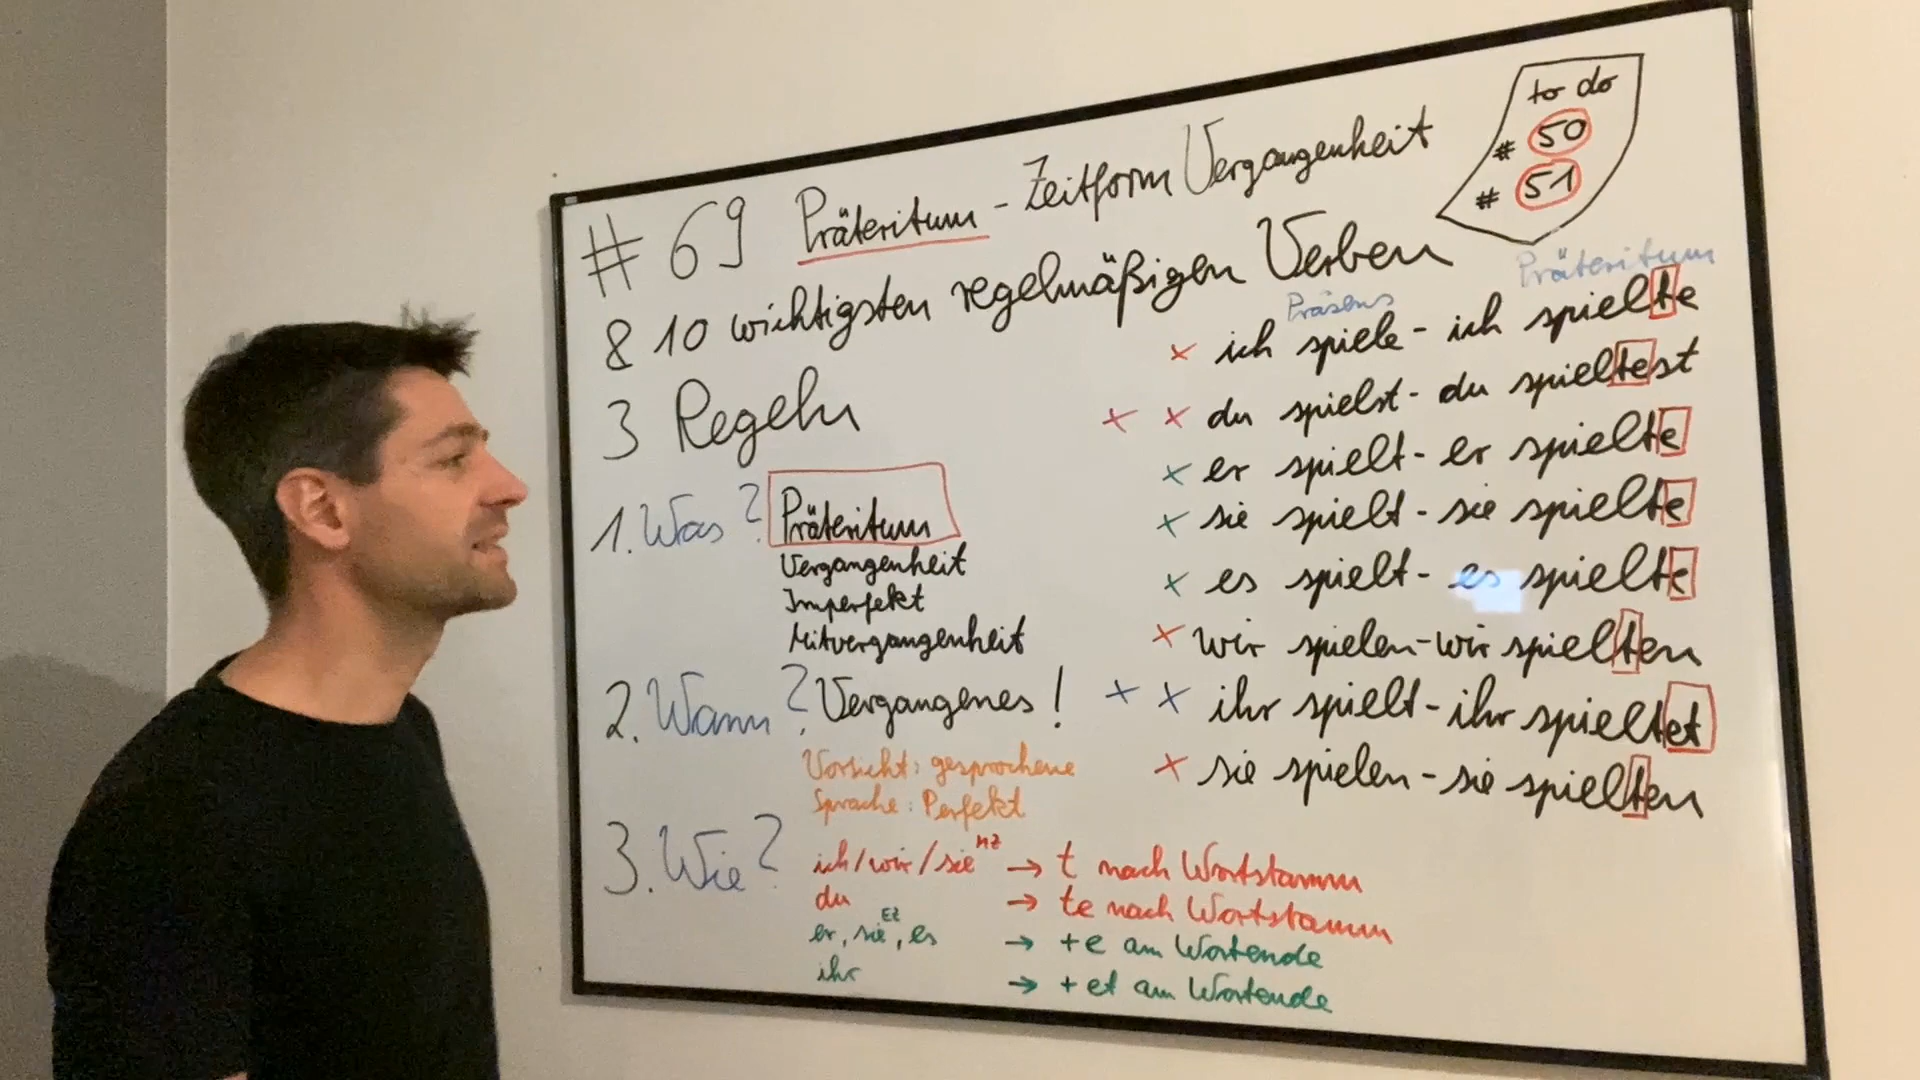 # 69 Präteritum - Zeitform Vergangenheit
& 10 wichtigsten regelmäßigen Verben
3 Regeln
to do
# 50
# 51
1. Was? Präteritum
Vergangenheit
Imperfekt
Mitvergangenheit
2. Wann? Vergangenes!
Vorsicht: gesprochene
Sprache: Perfekt
3. Wie?
ich/wir/sie MZ → t nach Wortstamm
du → te nach Wortstamm
er, sie EZ, es → +e am Wortende
ihr → +et am Wortende
Präsens Präteritum
x ich spiele - ich spielte
x x du spielst - du spieltest
x er spielt - er spielte
x sie spielt - sie spielte
x es spielt - es spielte
x wir spielen - wir spielten
x x ihr spielt - ihr spieltet
x sie spielen - sie spielten